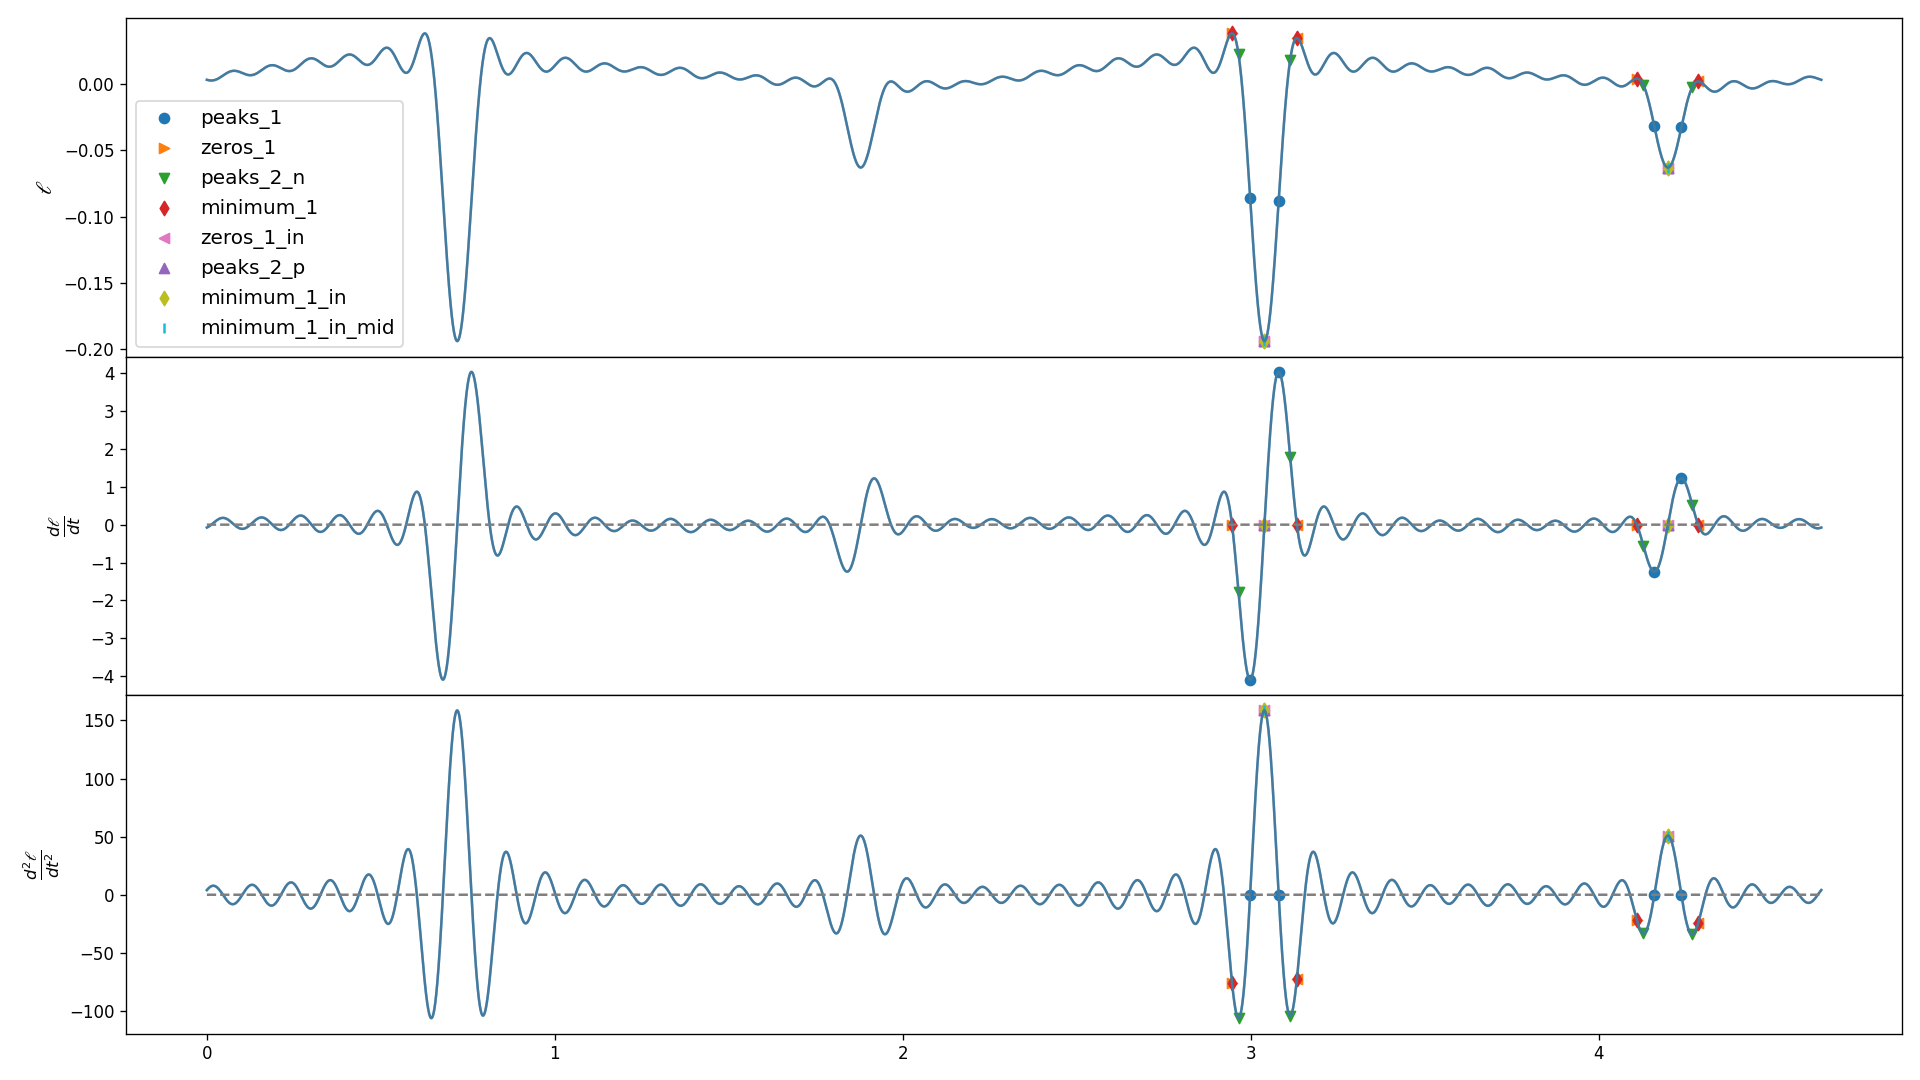 ℓ
0.00
−0.05
−0.10
−0.15
−0.20
peaks_1
zeros_1
peaks_2_n
minimum_1
zeros_1_in
peaks_2_p
minimum_1_in
minimum_1_in_mid
dℓ/dt
4
3
2
1
0
−1
−2
−3
−4
d²ℓ/dt²
150
100
50
0
−50
−100
0 1 2 3 4